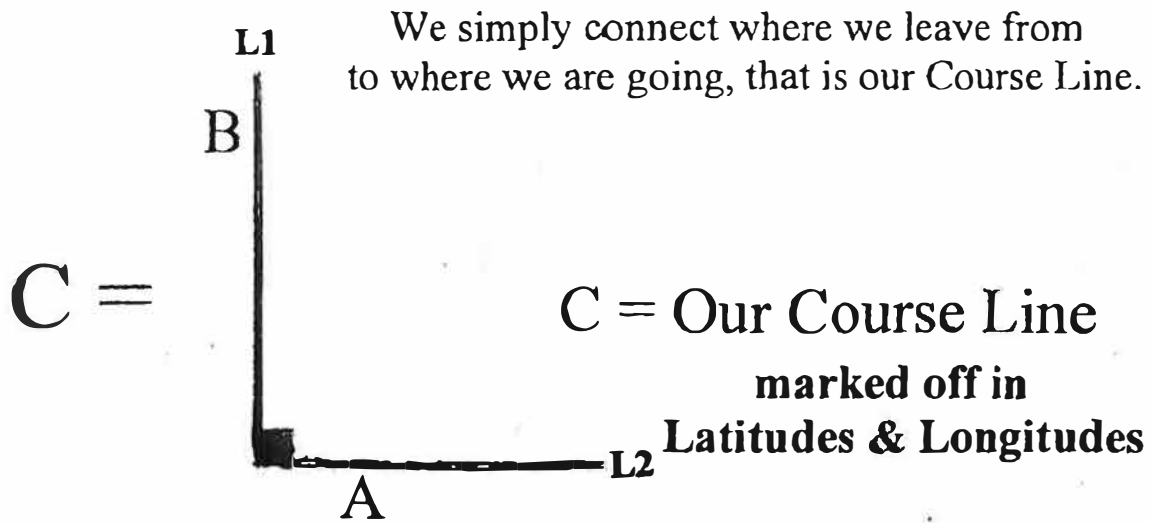 We simply connect where we leave from
to where we are going, that is our Course Line.
L1
B
C =
C = Our Course Line
marked off in
Latitudes & Longitudes
L2
A